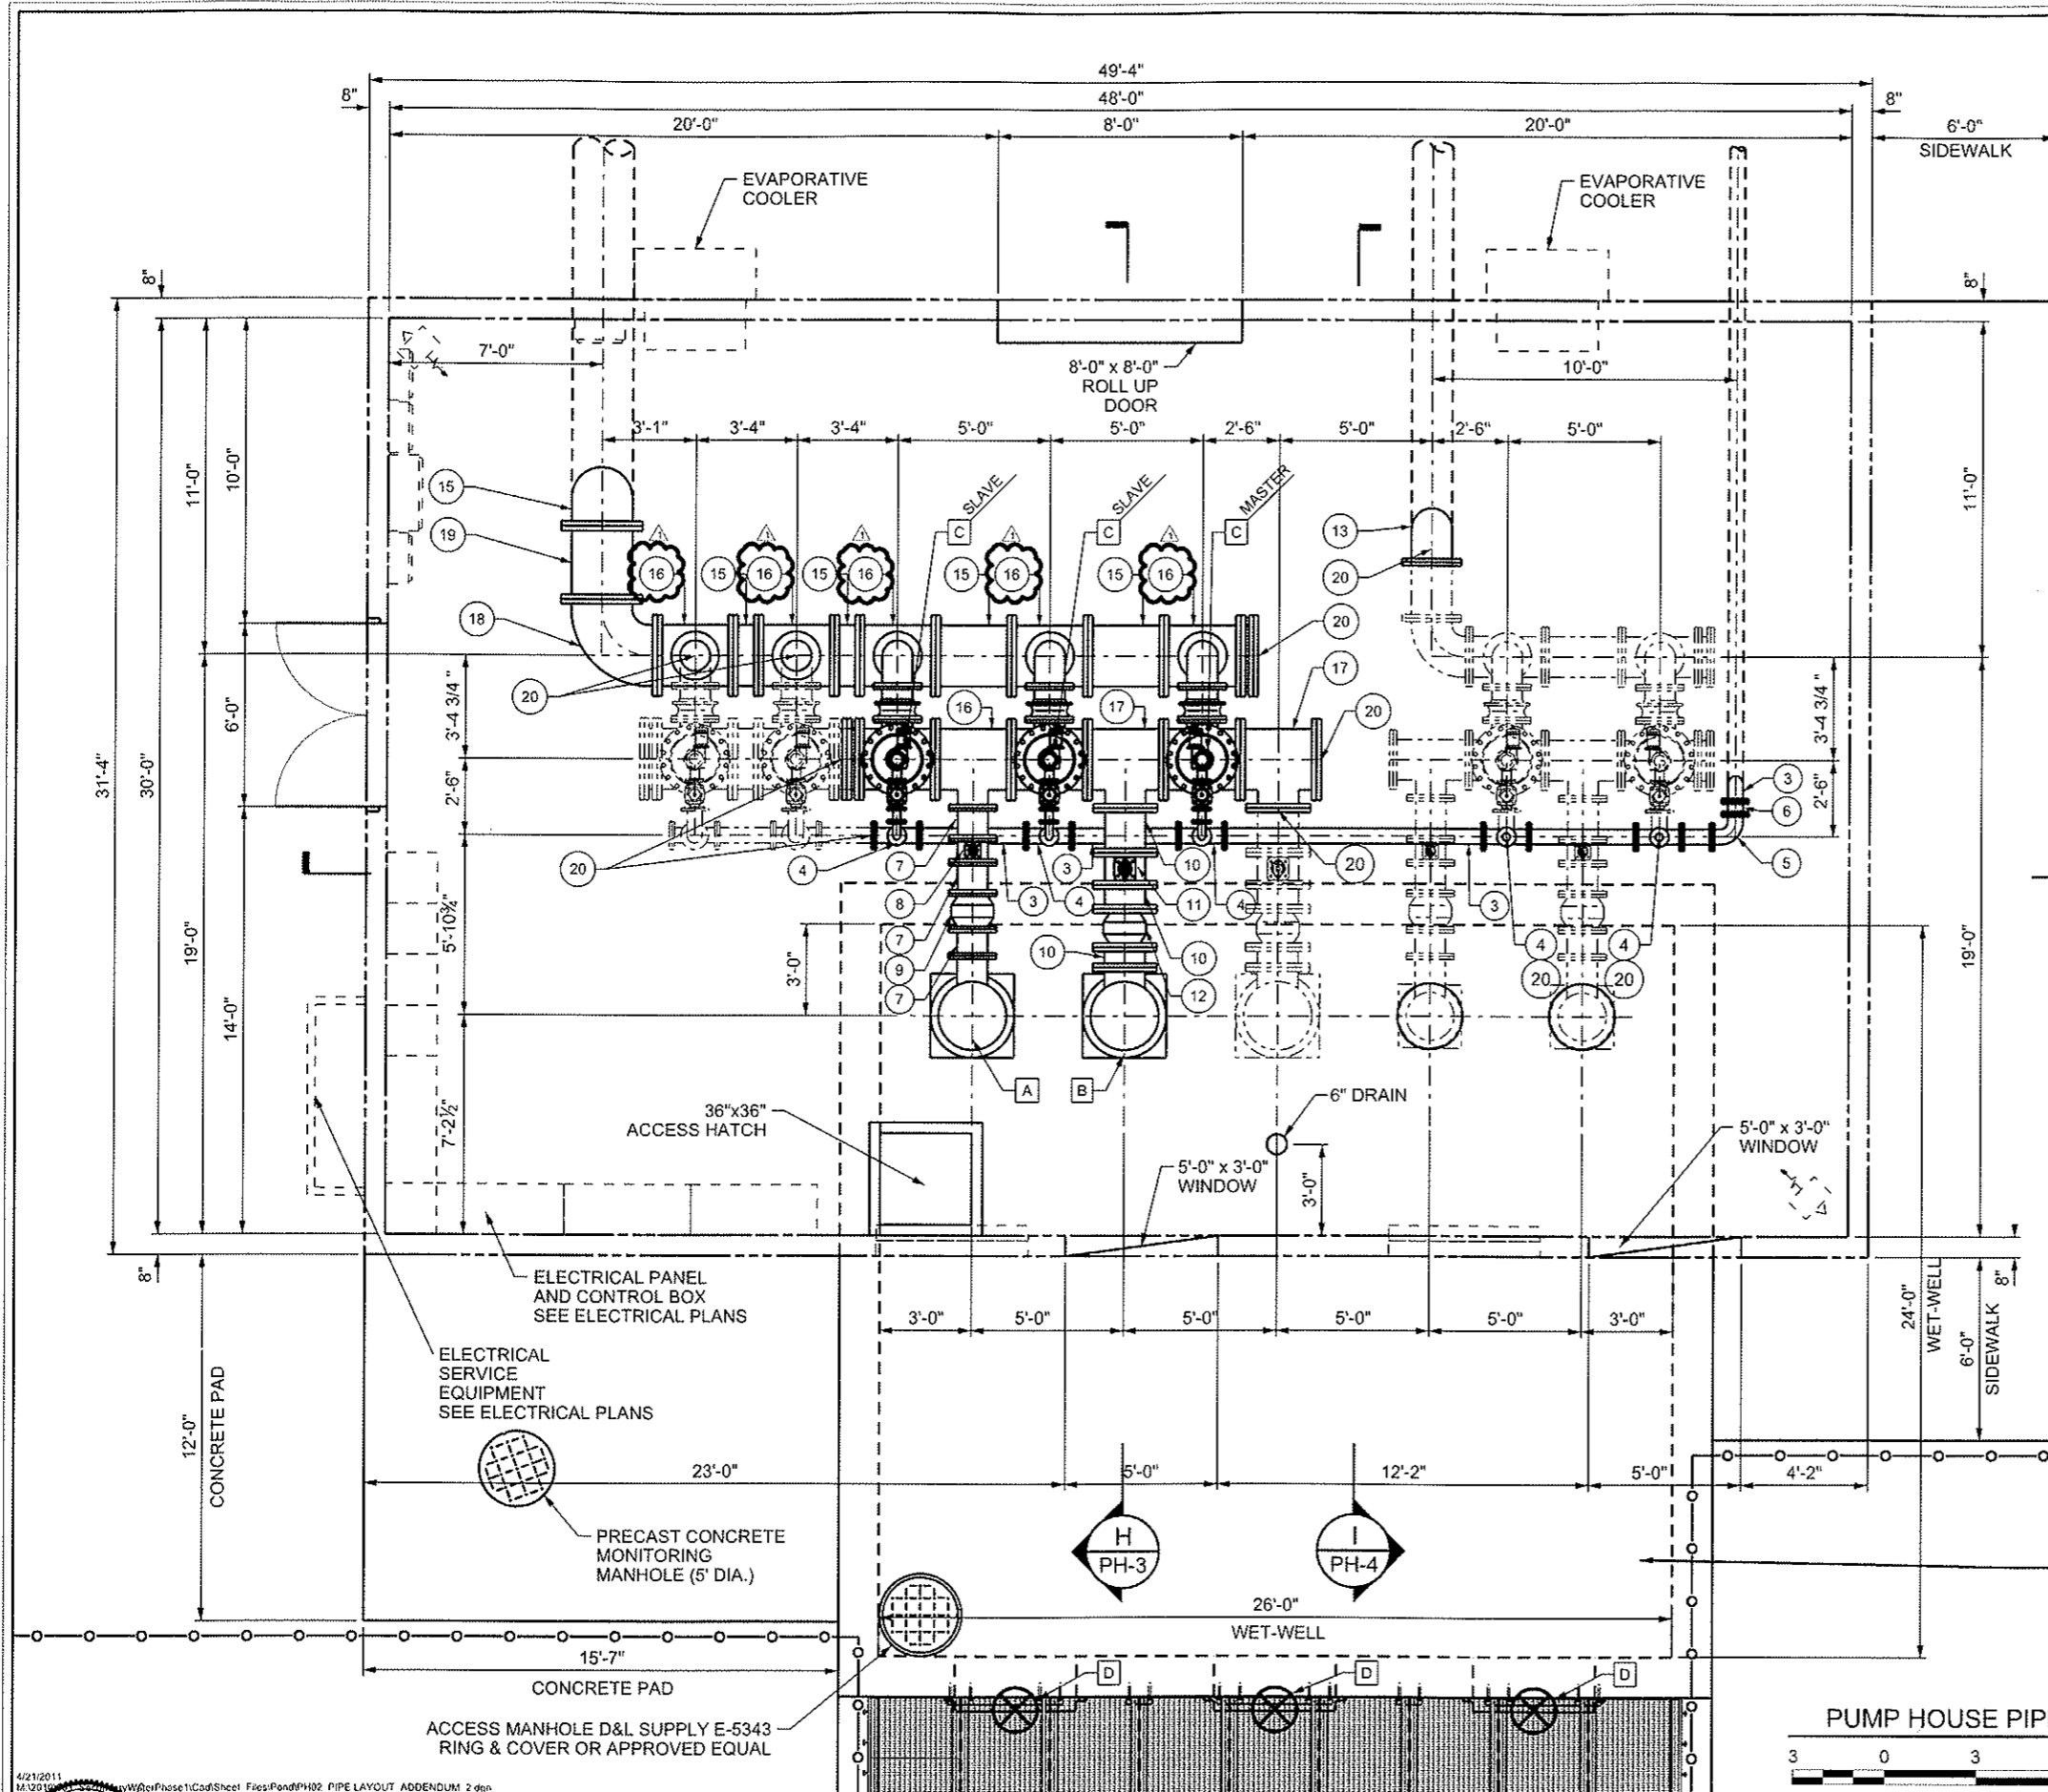 49'-4"
8"
48'-0"
8"
20'-0"
8'-0"
20'-0"
6'-0"
SIDEWALK
EVAPORATIVE
COOLER
EVAPORATIVE
COOLER
8"
8"
7'-0"
8'-0" x 8'-0"
ROLL UP
DOOR
10'-0"
3'-1"
3'-4"
3'-4"
5'-0"
5'-0"
2'-6"
5'-0"
2'-6"
5'-0"
11'-0"
10'-0"
11'-0"
SLAVE
SLAVE
MASTER
C
C
C
15
19
13
1
1
1
1
1
16
15
16
15
16
15
16
15
16
20
18
20
17
20
16
17
20
3'-4 3/4 "
3'-4 3/4 "
6'-0"
31'-4"
30'-0"
2'-6"
2'-6"
3
6
5
20
4
7
3
10
20
8
3
4
11
4
3
7
9
7
10
10
12
4
4
20
20
5'-10¾"
3'-0"
19'-0"
19'-0"
14'-0"
7'-2½"
A
B
36"x36"
ACCESS HATCH
6" DRAIN
5'-0" x 3'-0"
WINDOW
5'-0" x 3'-0"
WINDOW
3'-0"
8"
8"
ELECTRICAL PANEL
AND CONTROL BOX
SEE ELECTRICAL PLANS
3'-0"
5'-0"
5'-0"
5'-0"
5'-0"
3'-0"
24'-0"
WET-WELL
6'-0"
SIDEWALK
ELECTRICAL
SERVICE
EQUIPMENT
SEE ELECTRICAL PLANS
12'-0"
CONCRETE PAD
23'-0"
5'-0"
12'-2"
5'-0"
4'-2"
PRECAST CONCRETE
MONITORING
MANHOLE (5' DIA.)
H
PH-3
I
PH-4
26'-0"
WET-WELL
15'-7"
CONCRETE PAD
D
D
D
ACCESS MANHOLE D&L SUPPLY E-5343
RING & COVER OR APPROVED EQUAL
PUMP HOUSE PIP
3 0 3
4/21/2011
PIPE LAYOUT ADDENDUM 2.dgn